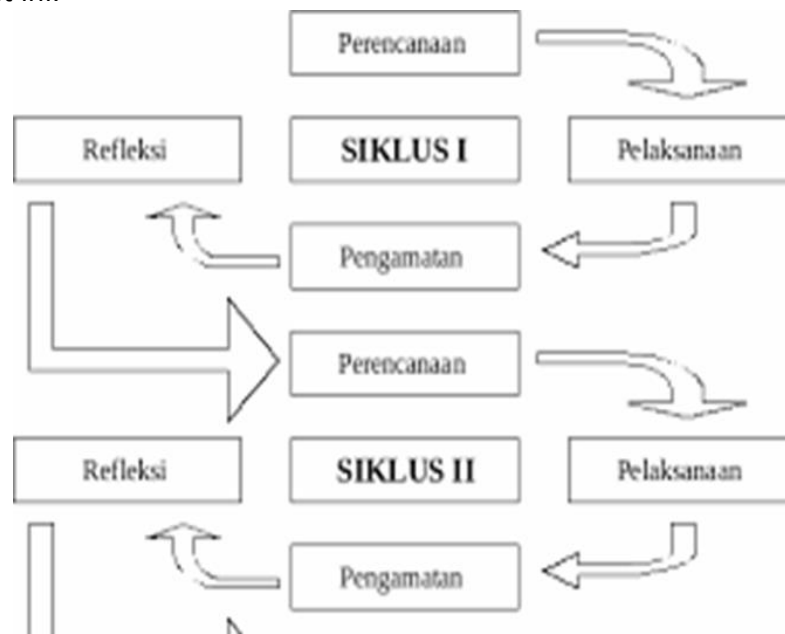 Perencanaan
Refleksi
SIKLUS I
Pelaksanaan
Pengamatan
Perencanaan
Refleksi
SIKLUS II
Pelaksanaan
Pengamatan